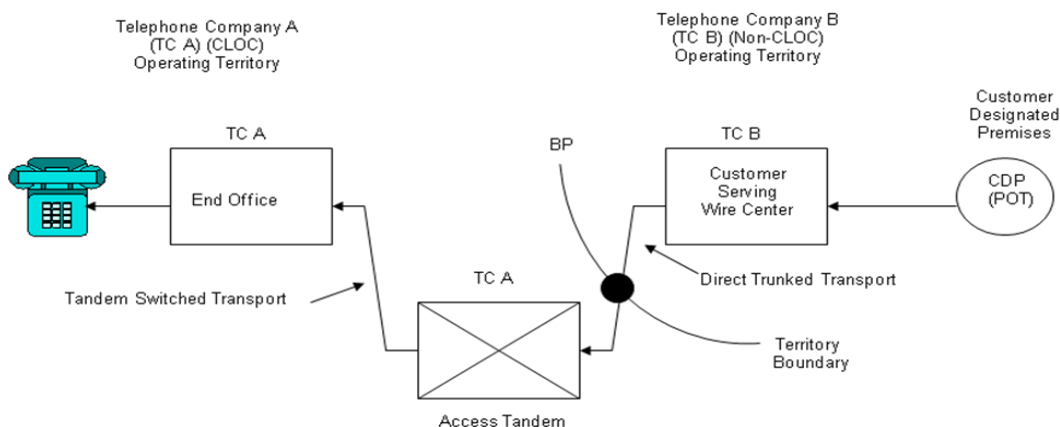 Telephone Company A
(TC A) (CLOC)
Operating Territory
Telephone Company B
(TC B) (Non-CLOC)
Operating Territory
Customer
Designated
Premises
TC A
BP
TC B
End Office
Customer
Serving
Wire Center
CDP
(POT)
Tandem Switched Transport
TC A
Direct Trunked Transport
Territory
Boundary
Access Tandem